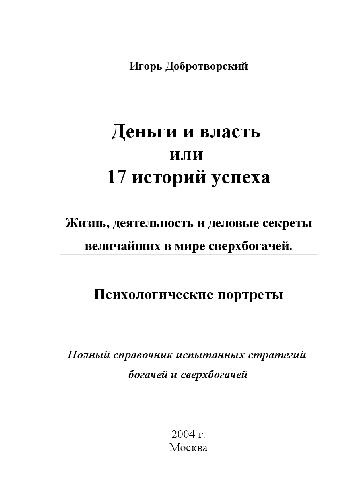 Игорь Добротворский
Деньги и власть
или
17 историй успеха
Жизнь, деятельность и деловые секреты
величайших в мире сверхбогачей.
Психологические портреты
Полный справочник испытанных стратегий
богачей и сверхбогачей
2004 г.
Москва